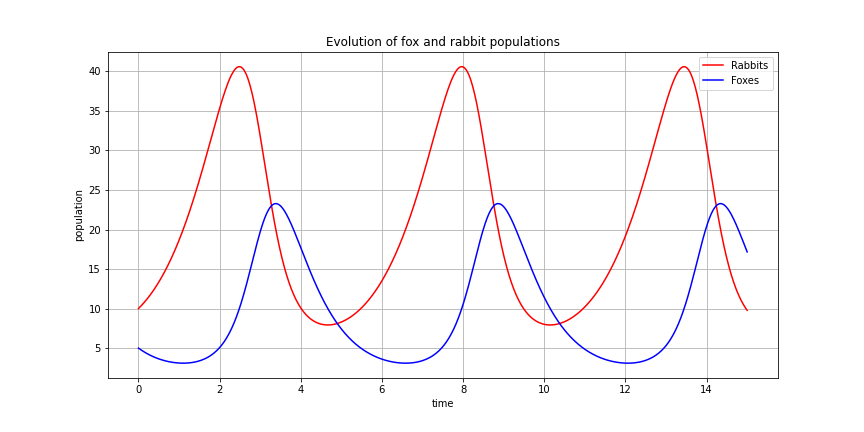 Evolution of fox and rabbit populations
Rabbits
Foxes
population
40
35
30
25
20
15
10
5
0 2 4 6 8 10 12 14
time